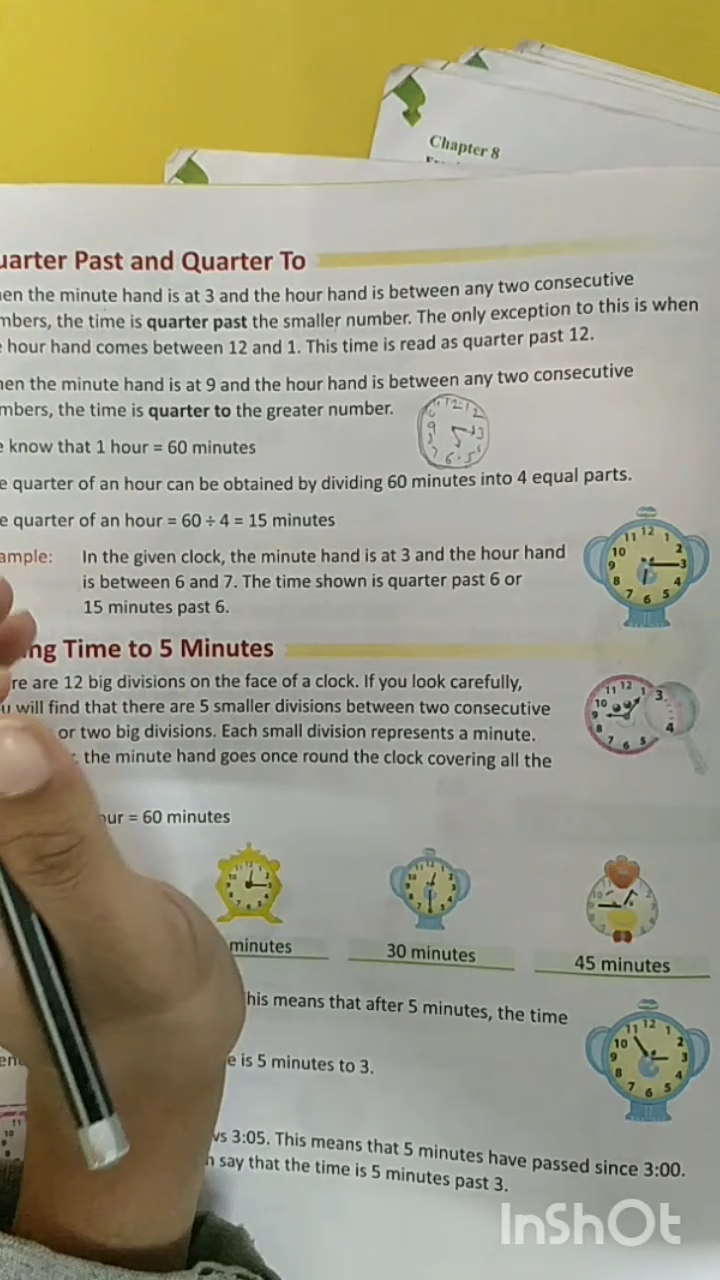 Chapter 8
uarter Past and Quarter To
en the minute hand is at 3 and the hour hand is between any two consecutive
mbers, the time is quarter past the smaller number. The only exception to this is when
hour hand comes between 12 and 1. This time is read as quarter past 12.
en the minute hand is at 9 and the hour hand is between any two consecutive
mbers, the time is quarter to the greater number.
e know that 1 hour = 60 minutes
e quarter of an hour can be obtained by dividing 60 minutes into 4 equal parts.
e quarter of an hour = 60 ÷ 4 = 15 minutes
ample: In the given clock, the minute hand is at 3 and the hour hand
is between 6 and 7. The time shown is quarter past 6 or
15 minutes past 6.
ng Time to 5 Minutes
re are 12 big divisions on the face of a clock. If you look carefully,
u will find that there are 5 smaller divisions between two consecutive
or two big divisions. Each small division represents a minute.
the minute hand goes once round the clock covering all the
our = 60 minutes
minutes 30 minutes 45 minutes
his means that after 5 minutes, the time
e is 5 minutes to 3.
ws 3:05. This means that 5 minutes have passed since 3:00.
n say that the time is 5 minutes past 3.
InShOt